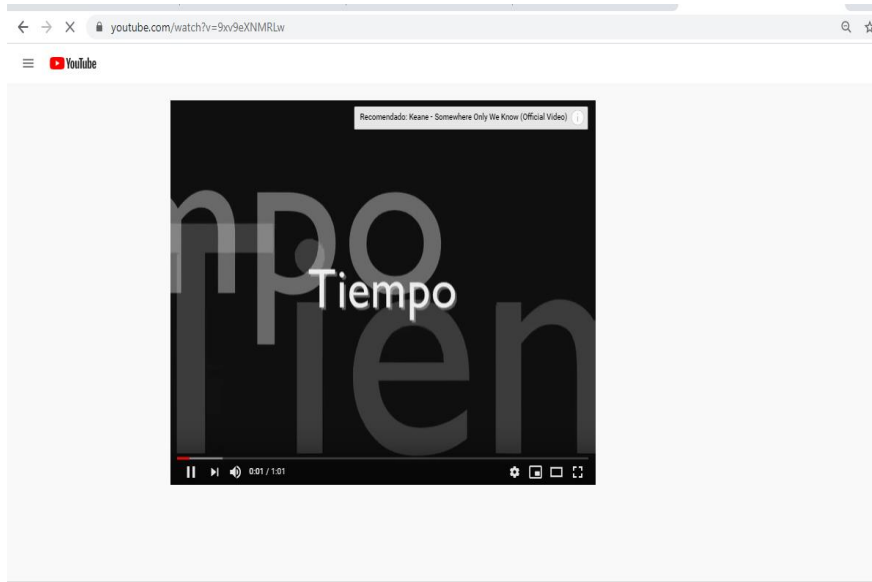 youtube.com/watch?v=9xv9eXNMRLw
YouTube
Recomendado: Keane - Somewhere Only We Know (Official Video) i
mpo
Tiempo
Tien
0:01 / 1:01